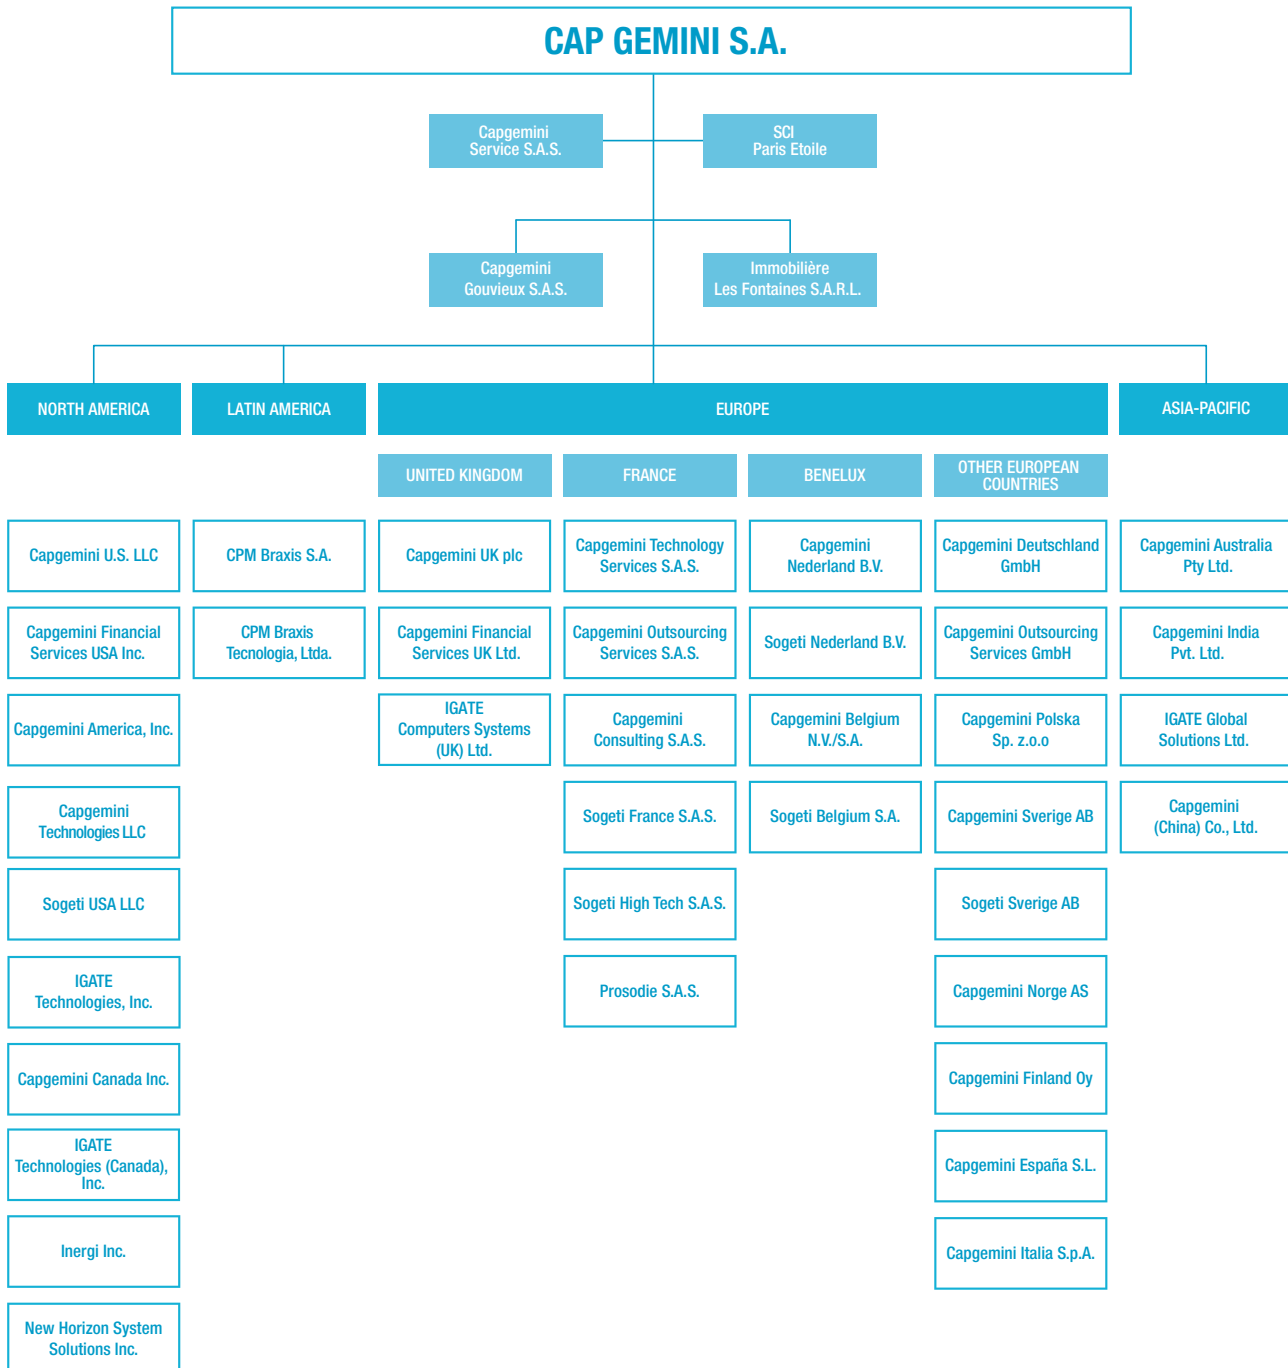 CAP GEMINI S.A.
Capgemini
Service S.A.S.
SCI
Paris Etoile
Capgemini
Gouvieux S.A.S.
Immobilière
Les Fontaines S.A.R.L.
NORTH AMERICA
LATIN AMERICA
EUROPE
ASIA-PACIFIC
UNITED KINGDOM
FRANCE
BENELUX
OTHER EUROPEAN
COUNTRIES
Capgemini U.S. LLC
CPM Braxis S.A.
Capgemini UK plc
Capgemini Technology
Services S.A.S.
Capgemini
Nederland B.V.
Capgemini Deutschland
GmbH
Capgemini Australia
Pty Ltd.
Capgemini Financial
Services USA Inc.
CPM Braxis
Tecnologia, Ltda.
Capgemini Financial
Services UK Ltd.
Capgemini Outsourcing
Services S.A.S.
Sogeti Nederland B.V.
Capgemini Outsourcing
Services GmbH
Capgemini India
Pvt. Ltd.
Capgemini America, Inc.
IGATE
Computers Systems
(UK) Ltd.
Capgemini
Consulting S.A.S.
Capgemini Belgium
N.V./S.A.
Capgemini Polska
Sp. z.o.o
IGATE Global
Solutions Ltd.
Capgemini
Technologies LLC
Sogeti France S.A.S.
Sogeti Belgium S.A.
Capgemini Sverige AB
Capgemini
(China) Co., Ltd.
Sogeti USA LLC
Sogeti High Tech S.A.S.
Sogeti Sverige AB
IGATE
Technologies, Inc.
Prosodie S.A.S.
Capgemini Norge AS
Capgemini Canada Inc.
Capgemini Finland Oy
IGATE
Technologies (Canada),
Inc.
Capgemini España S.L.
Inergi Inc.
Capgemini Italia S.p.A.
New Horizon System
Solutions Inc.